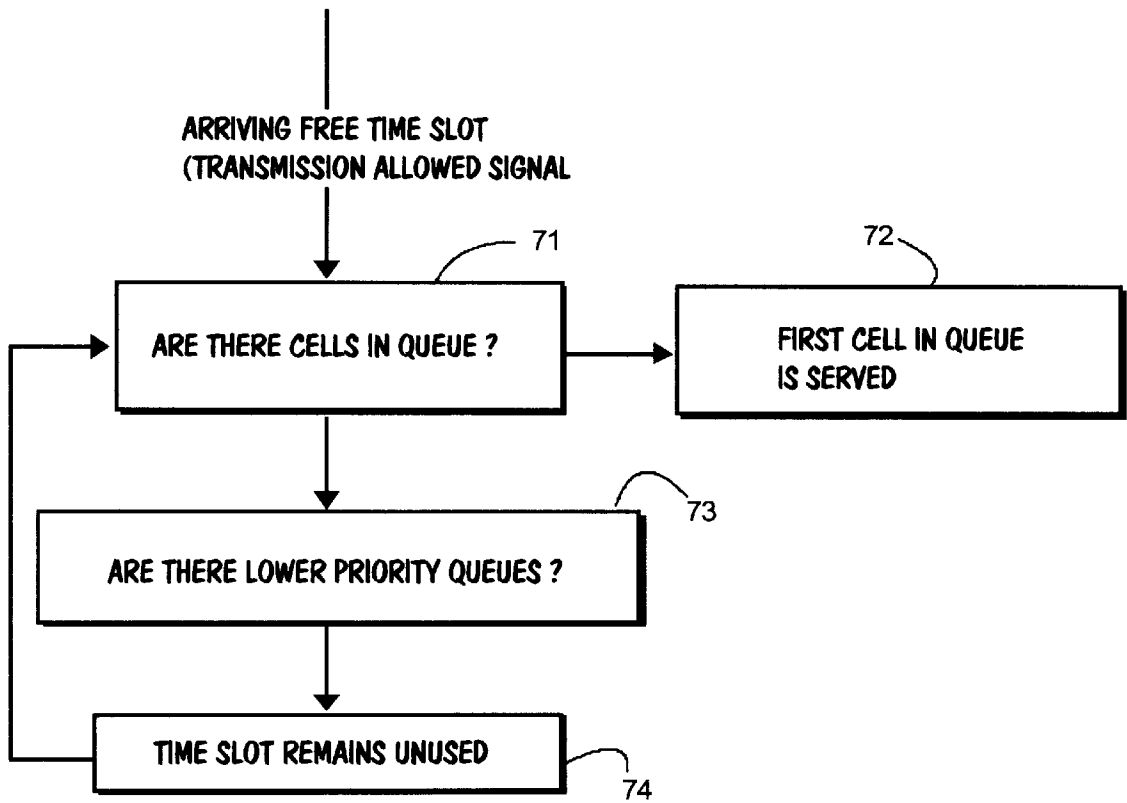 ARRIVING FREE TIME SLOT
(TRANSMISSION ALLOWED SIGNAL
71
72
ARE THERE CELLS IN QUEUE ?
FIRST CELL IN QUEUE
IS SERVED
73
ARE THERE LOWER PRIORITY QUEUES ?
TIME SLOT REMAINS UNUSED
74